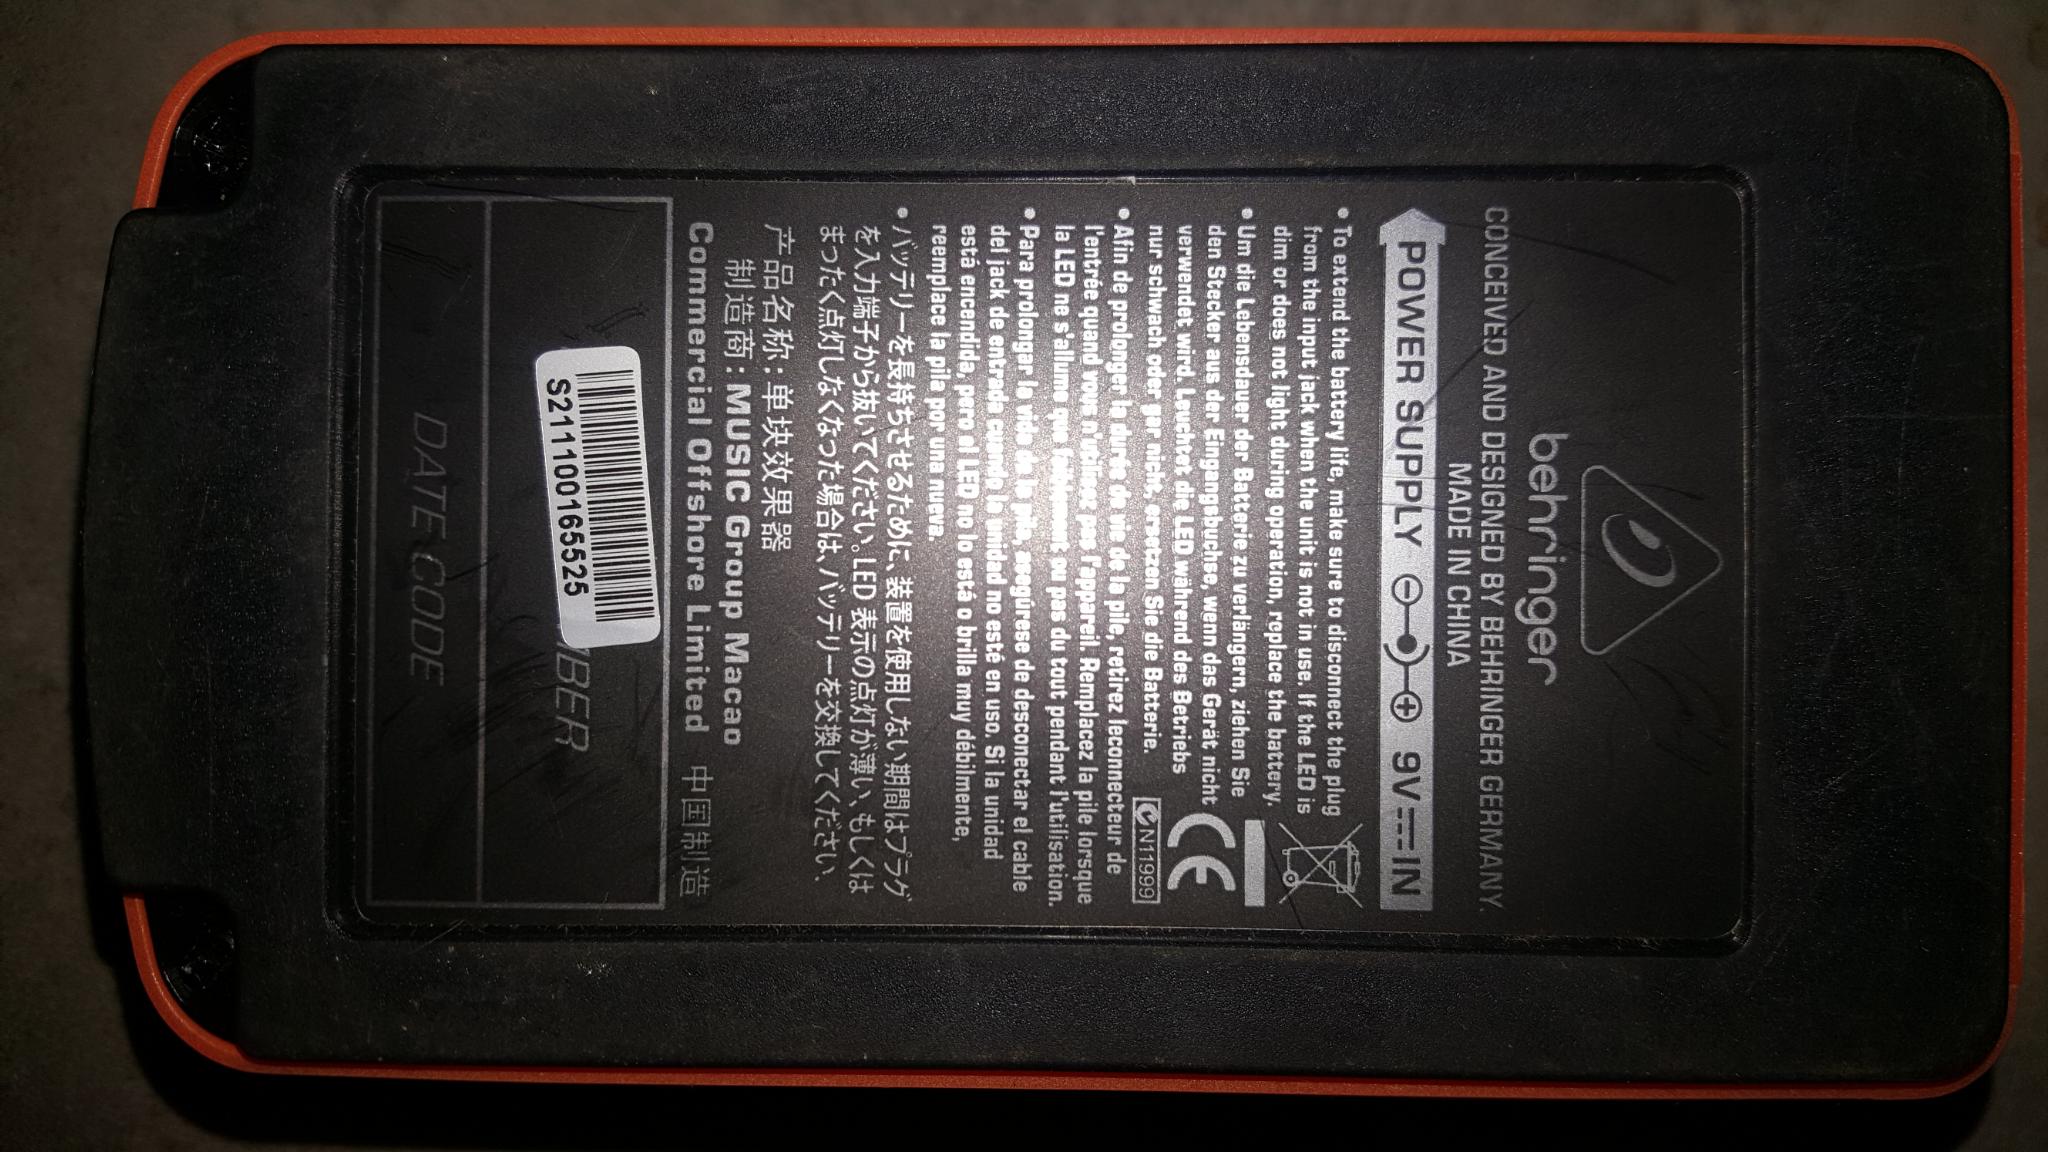 behringer
CONCEIVED AND DESIGNED BY BEHRINGER GERMANY.
MADE IN CHINA
POWER SUPPLY ⊖ ⊕ 9V IN
• To extend the battery life, make sure to disconnect the plug
from the input jack when the unit is not in use. If the LED is
dim or does not light during operation, replace the battery.
• Um die Lebensdauer der Batterie zu verlängern, ziehen Sie
den Stecker aus der Eingangsbuchse, wenn das Gerät nicht
verwendet wird. Leuchtet die LED während des Betriebs
nur schwach oder gar nicht, ersetzen Sie die Batterie.
CE
N11999
• Afin de prolonger la durée de vie de la pile, retirez leconnecteur de
l'entrée quand vous n'utilisez pas l'appareil. Remplacez la pile lorsque
la LED ne s'allume que faiblement ou pas du tout pendant l'utilisation.
• Para prolongar la vida de la pila, asegúrese de desconectar el cable
del jack de entrada cuando la unidad no esté en uso. Si la unidad
está encendida, pero el LED no lo está o brilla muy débilmente,
reemplace la pila por una nueva.
• バッテリーを長持ちさせるために、装置を使用しない期間はプラグ
を入力端子から抜いてください。LED 表示の点灯が薄い、もしくは
まったく点灯しなくなった場合は、バッテリーを交換してください。
产品名称：单块效果器
制造商：MUSIC Group Macao
Commercial Offshore Limited 中国制造
BER
S211100165525
DATE CODE